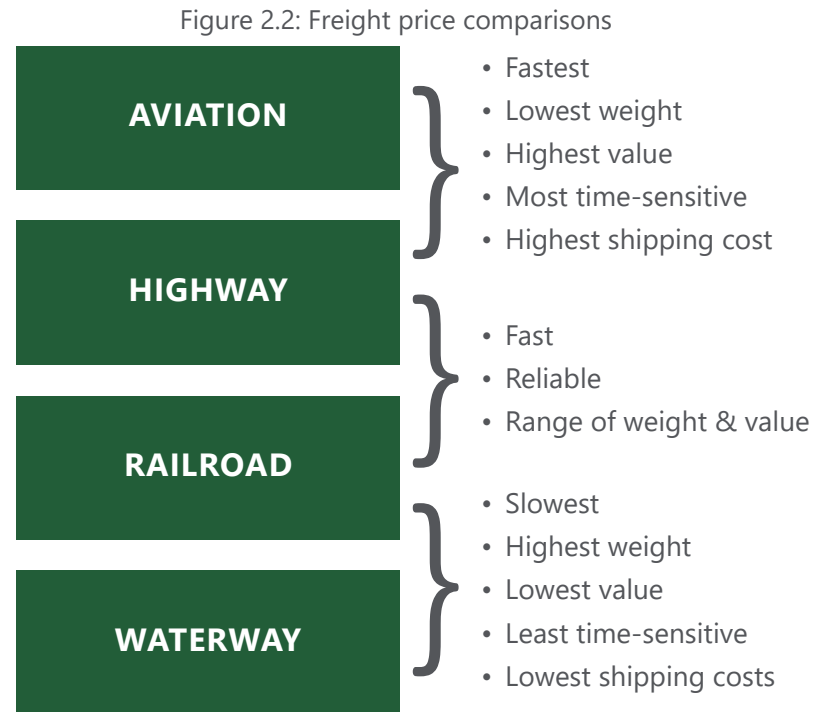 Figure 2.2: Freight price comparisons
AVIATION
• Fastest
• Lowest weight
• Highest value
• Most time-sensitive
• Highest shipping cost
HIGHWAY
• Fast
• Reliable
• Range of weight & value
RAILROAD
• Slowest
• Highest weight
• Lowest value
• Least time-sensitive
• Lowest shipping costs
WATERWAY